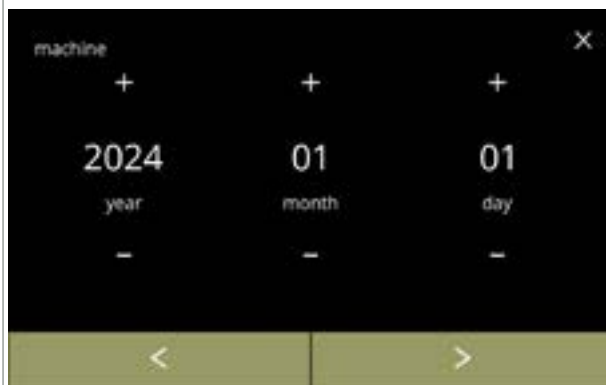 machine ×
+ + +
2024 01 01
year month day
- - -
< >